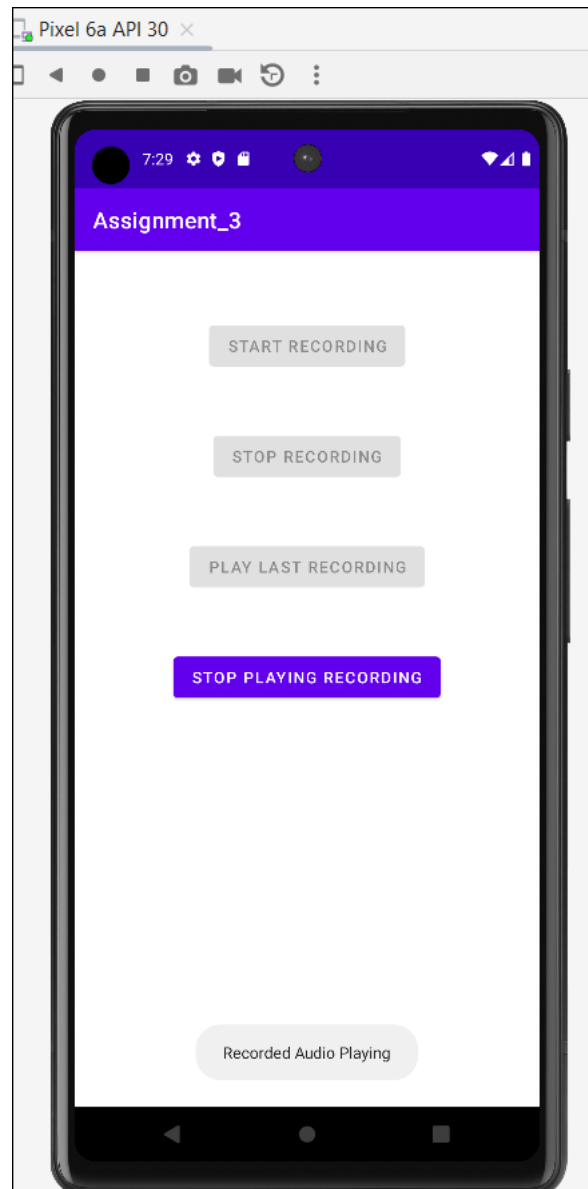 Pixel 6a API 30
7:29
Assignment_3
START RECORDING
STOP RECORDING
PLAY LAST RECORDING
STOP PLAYING RECORDING
Recorded Audio Playing